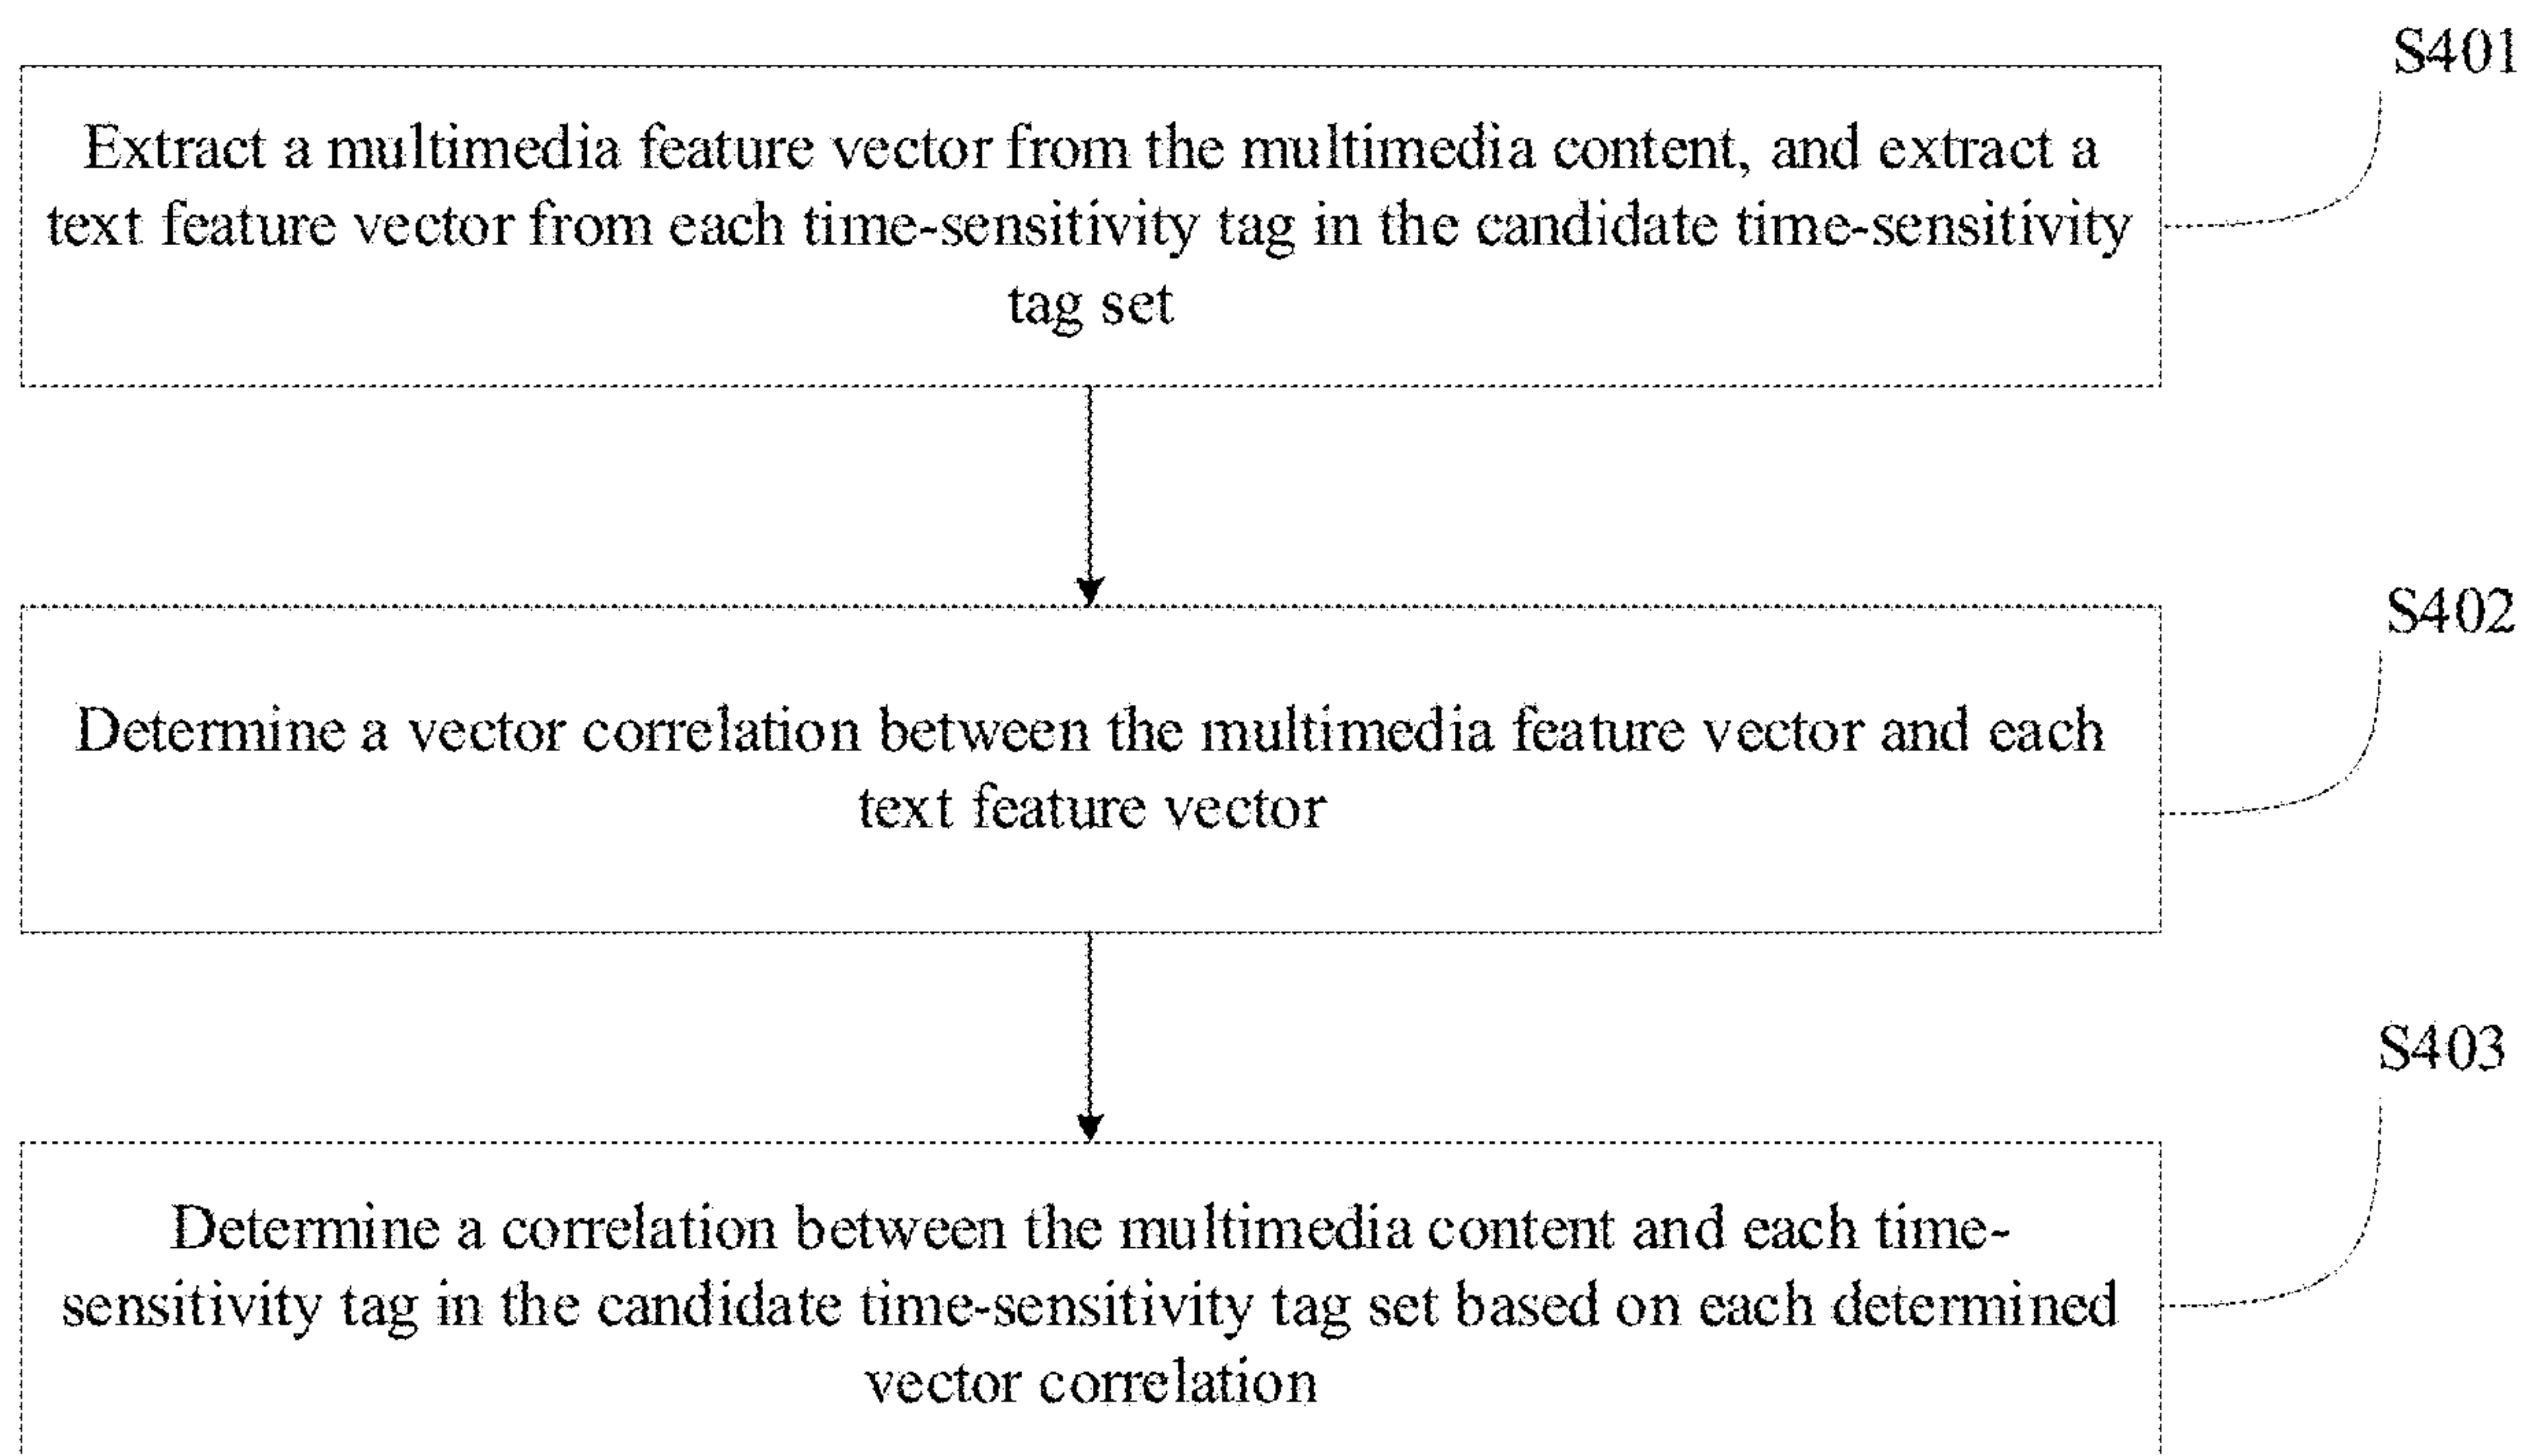 S401
Extract a multimedia feature vector from the multimedia content, and extract a
text feature vector from each time-sensitivity tag in the candidate time-sensitivity
tag set
S402
Determine a vector correlation between the multimedia feature vector and each
text feature vector
S403
Determine a correlation between the multimedia content and each time-
sensitivity tag in the candidate time-sensitivity tag set based on each determined
vector correlation